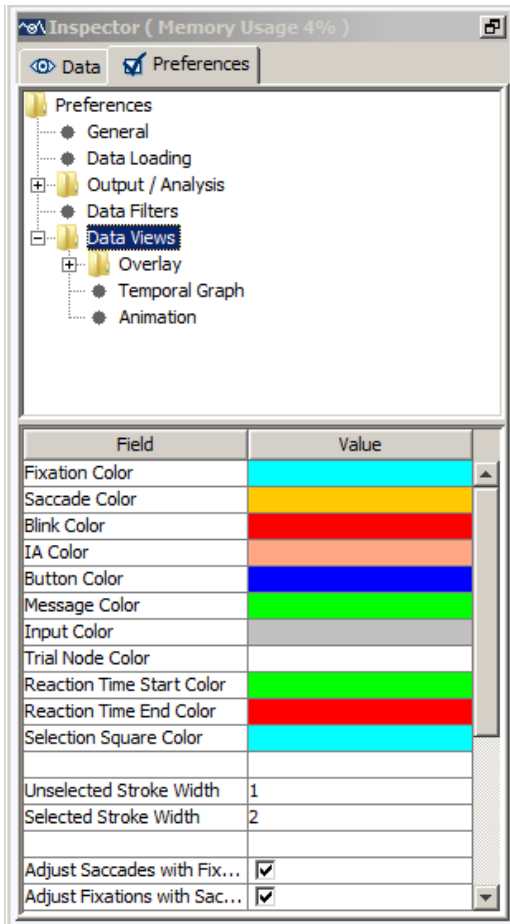 Inspector ( Memory Usage 4% )
Data Preferences
Preferences
General
Data Loading
Output / Analysis
Data Filters
Data Views
Overlay
Temporal Graph
Animation
Field Value
Fixation Color
Saccade Color
Blink Color
IA Color
Button Color
Message Color
Input Color
Trial Node Color
Reaction Time Start Color
Reaction Time End Color
Selection Square Color
Unselected Stroke Width 1
Selected Stroke Width 2
Adjust Saccades with Fix...
Adjust Fixations with Sac...